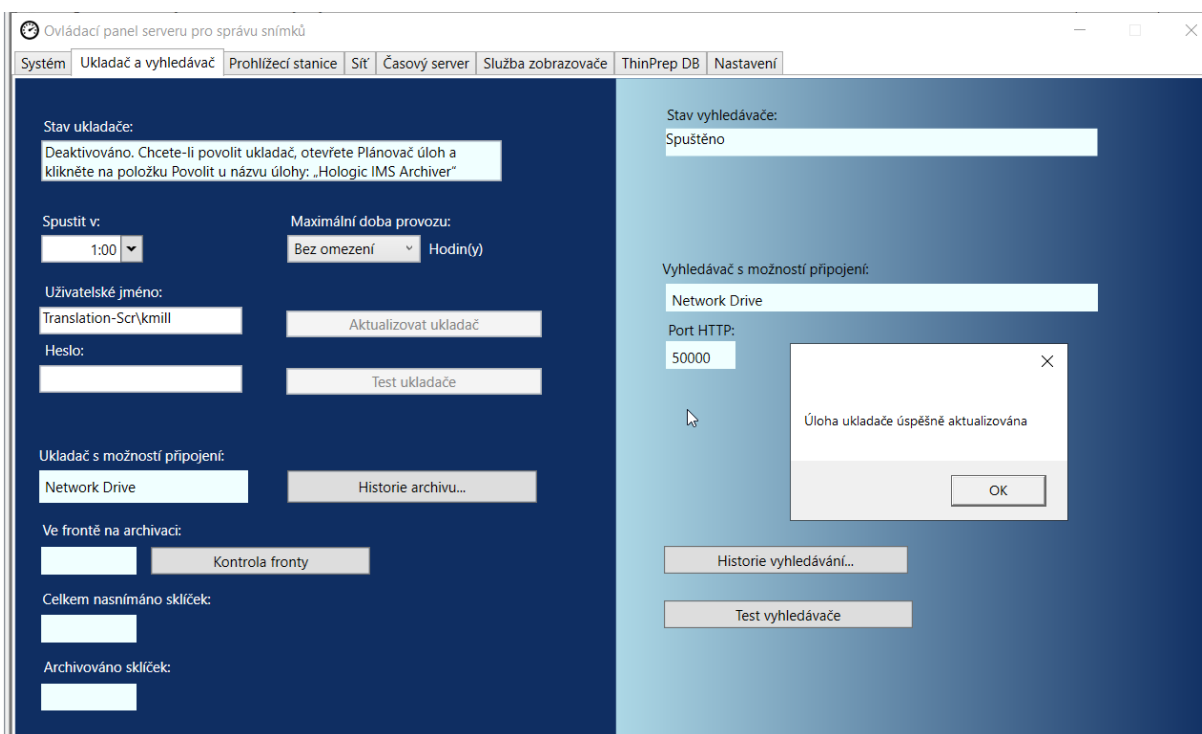 Ovládací panel serveru pro správu snímků
Systém Ukladač a vyhledávač Prohlížecí stanice Síť Časový server Služba zobrazovače ThinPrep DB Nastavení
Stav ukladače:
Deaktivováno. Chcete-li povolit ukladač, otevřete Plánovač úloh a
klikněte na položku Povolit u názvu úlohy: „Hologic IMS Archiver“
Spustit v:
1:00
Maximální doba provozu:
Bez omezení Hodin(y)
Uživatelské jméno:
Translation-Scr\kmill
Aktualizovat ukladač
Heslo:
Test ukladače
Ukladač s možností připojení:
Network Drive
Historie archivu...
Ve frontě na archivaci:
Kontrola fronty
Celkem nasnímáno sklíček:
Archivováno sklíček:
Stav vyhledávače:
Spuštěno
Vyhledávač s možností připojení:
Network Drive
Port HTTP:
50000
Úloha ukladače úspěšně aktualizována
OK
Historie vyhledávání...
Test vyhledávače